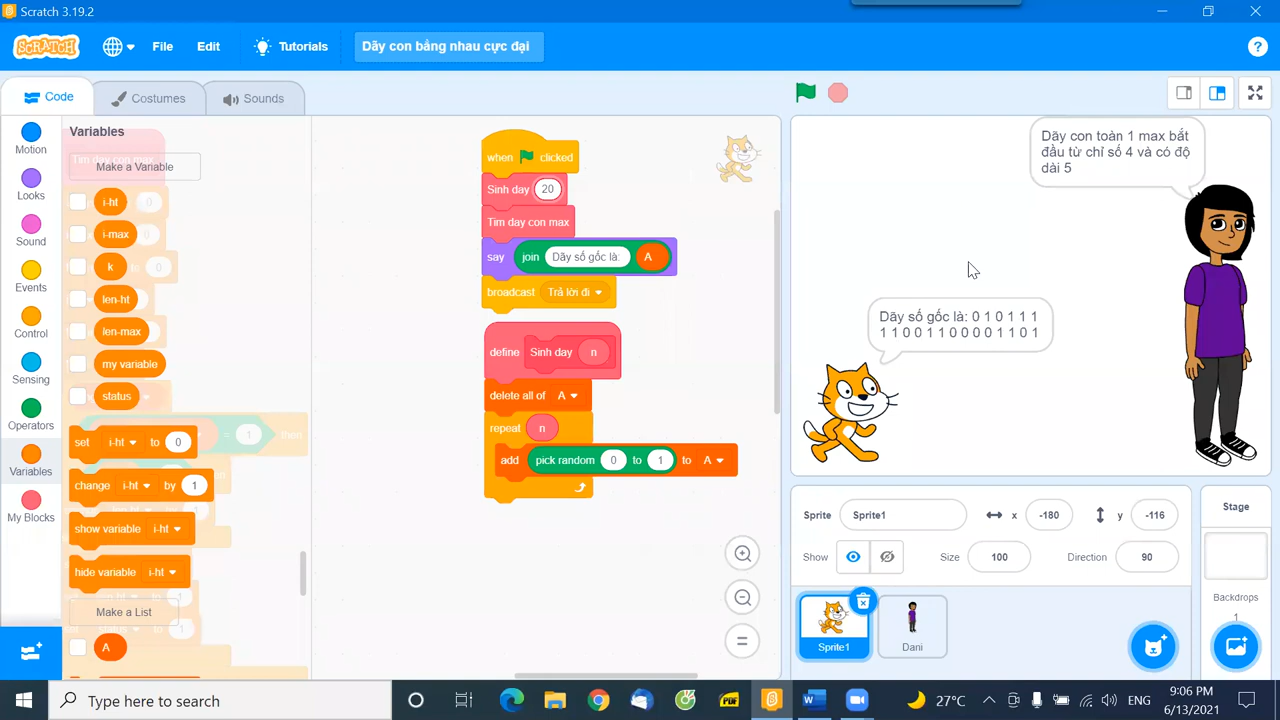 Scratch 3.19.2
SCRATCH
File
Edit
Tutorials
Dãy con bằng nhau cực đại
?
Code
Costumes
Sounds
Motion
Looks
Sound
Events
Control
Sensing
Operators
Variables
My Blocks
Variables
Make a Variable
i-ht 0
i-max 0
k to 0
len-ht
len-max
my variable
status
= 1 then
set i-ht to 0
change i-ht by 1
show variable i-ht
hide variable i-ht
Make a List
A
when clicked
Sinh day 20
Tim day con max
say join Dãy số gốc là: A
broadcast Trả lời đi
define Sinh day n
delete all of A
repeat n
add pick random 0 to 1 to A
Dãy con toàn 1 max bắt
đầu từ chỉ số 4 và có độ
dài 5
Dãy số gốc là: 0 1 0 1 1 1
1 1 0 0 1 1 0 0 0 0 1 1 0 1
Sprite
Sprite1
x
-180
y
-116
Show
Size
100
Direction
90
Sprite1
Dani
Stage
Backdrops
1
Type here to search
PDF
W
27°C
ENG
9:06 PM
6/13/2021